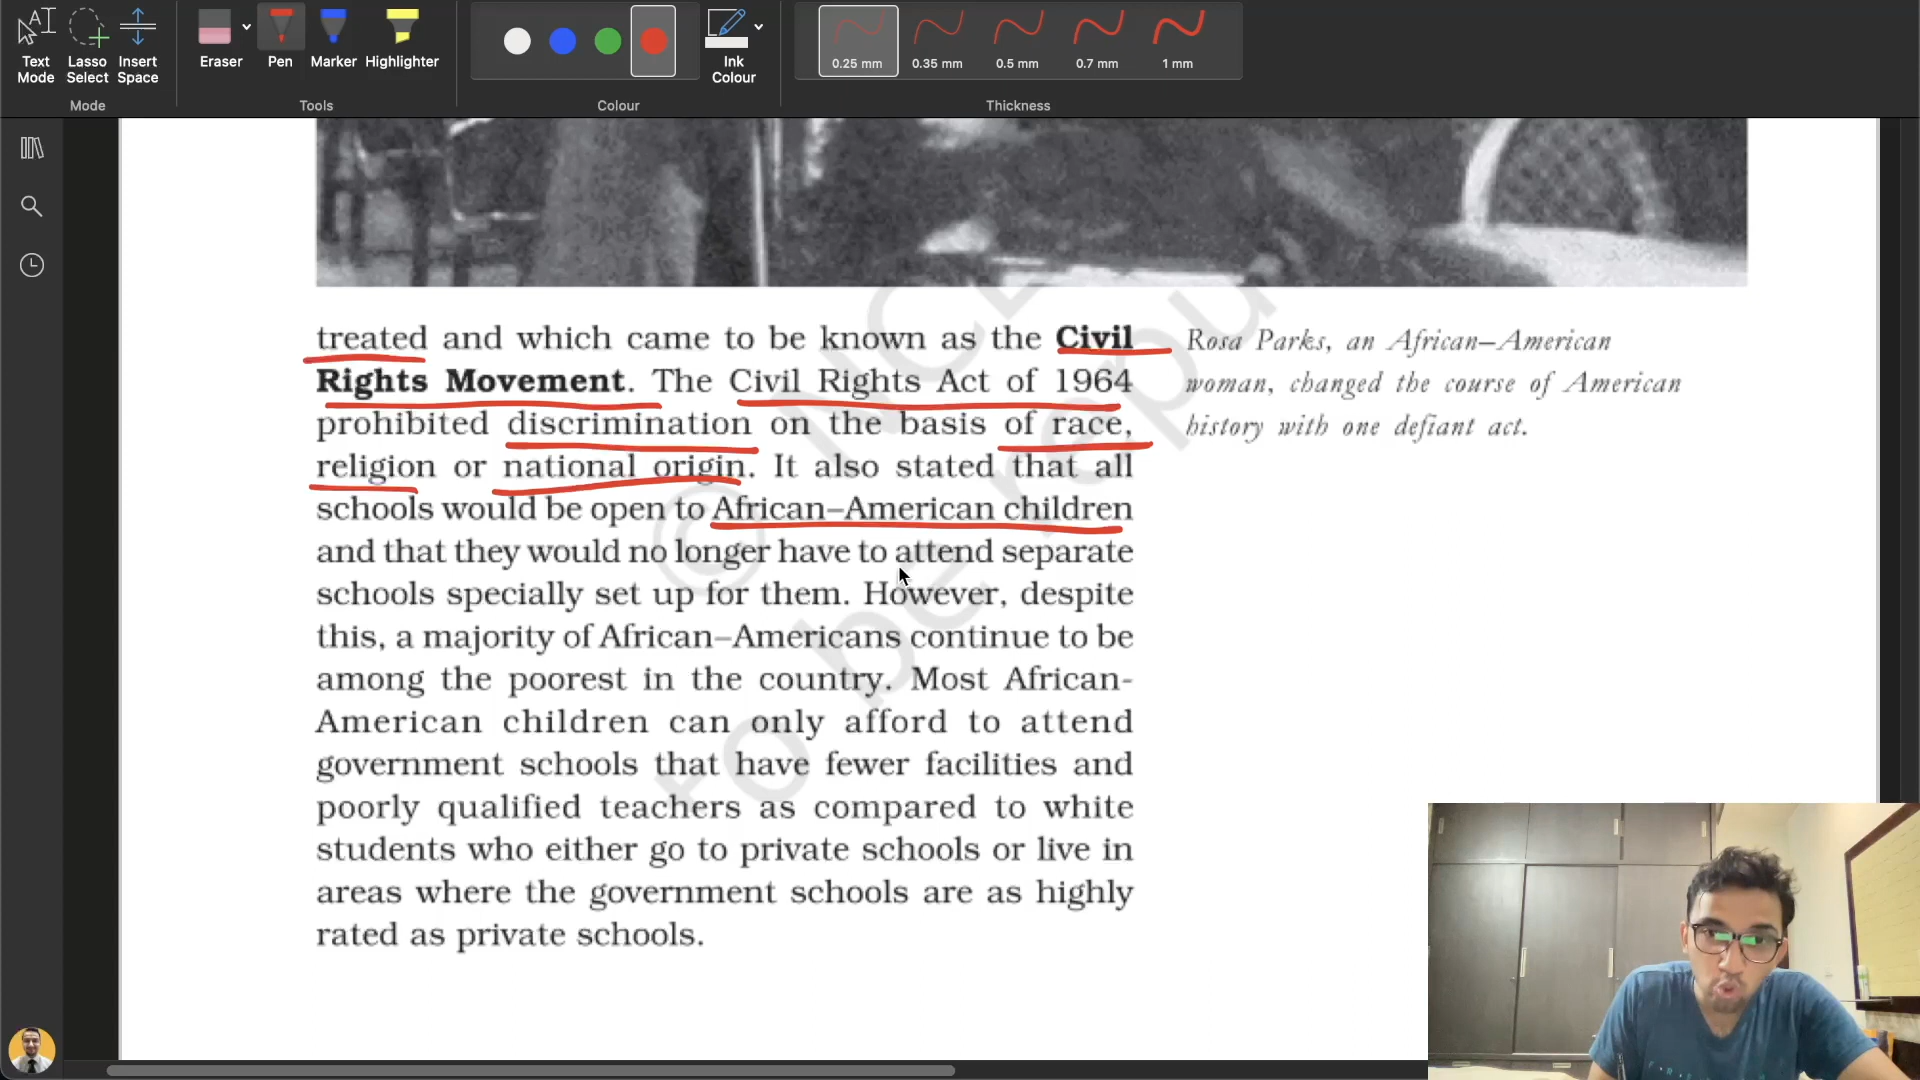 Text
Mode
Lasso
Select
Insert
Space
Mode
Eraser
Pen
Marker
Highlighter
Tools
Colour
Ink
Colour
0.25 mm
0.35 mm
0.5 mm
0.7 mm
1 mm
Thickness
treated and which came to be known as the Civil
Rights Movement. The Civil Rights Act of 1964
prohibited discrimination on the basis of race,
religion or national origin. It also stated that all
schools would be open to African–American children
and that they would no longer have to attend separate
schools specially set up for them. However, despite
this, a majority of African–Americans continue to be
among the poorest in the country. Most African-
American children can only afford to attend
government schools that have fewer facilities and
poorly qualified teachers as compared to white
students who either go to private schools or live in
areas where the government schools are as highly
rated as private schools.
Rosa Parks, an African–American
woman, changed the course of American
history with one defiant act.
© NCE
to be repu